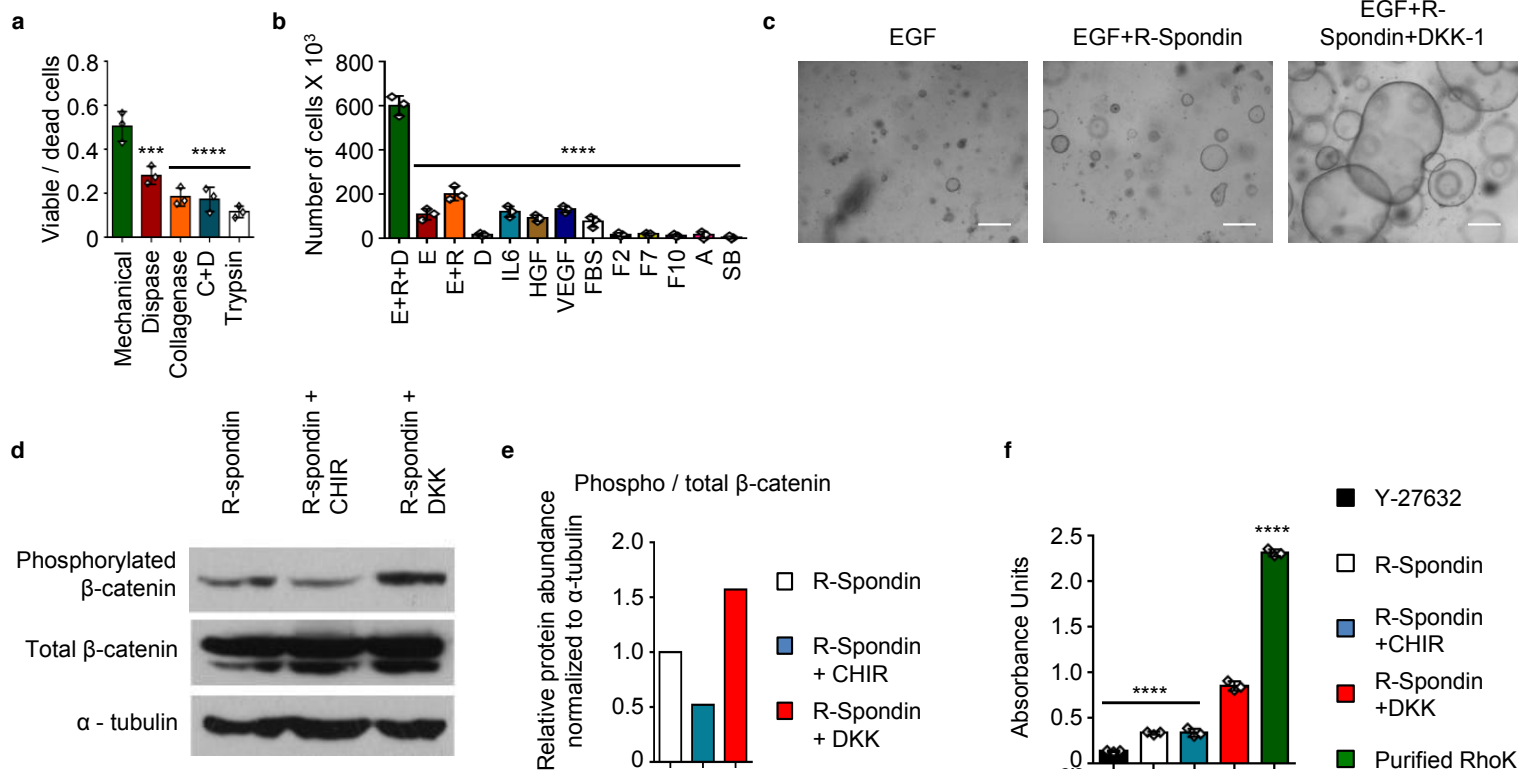 a
Viable / dead cells
0.8
0.6
0.4
0.2
0
***
****
Mechanical
Dispase
Collagenase
C+D
Trypsin
b
Number of cells X 10³
800
600
400
200
0
****
E+R+D
E
E+R
D
IL6
HGF
VEGF
FBS
F2
F7
F10
A
SB
c
EGF
EGF+R-Spondin
EGF+R-
Spondin+DKK-1
d
R-spondin
R-spondin +
CHIR
R-spondin +
DKK
Phosphorylated
β-catenin
Total β-catenin
α - tubulin
e
Phospho / total β-catenin
Relative protein abundance
normalized to α-tubulin
2.0
1.5
1.0
0.5
0
R-Spondin
R-Spondin
+ CHIR
R-Spondin
+ DKK
f
Absorbance Units
2.5
2.0
1.5
1.0
0.5
0
****
****
Y-27632
R-Spondin
R-Spondin
+CHIR
R-Spondin
+DKK
Purified RhoK